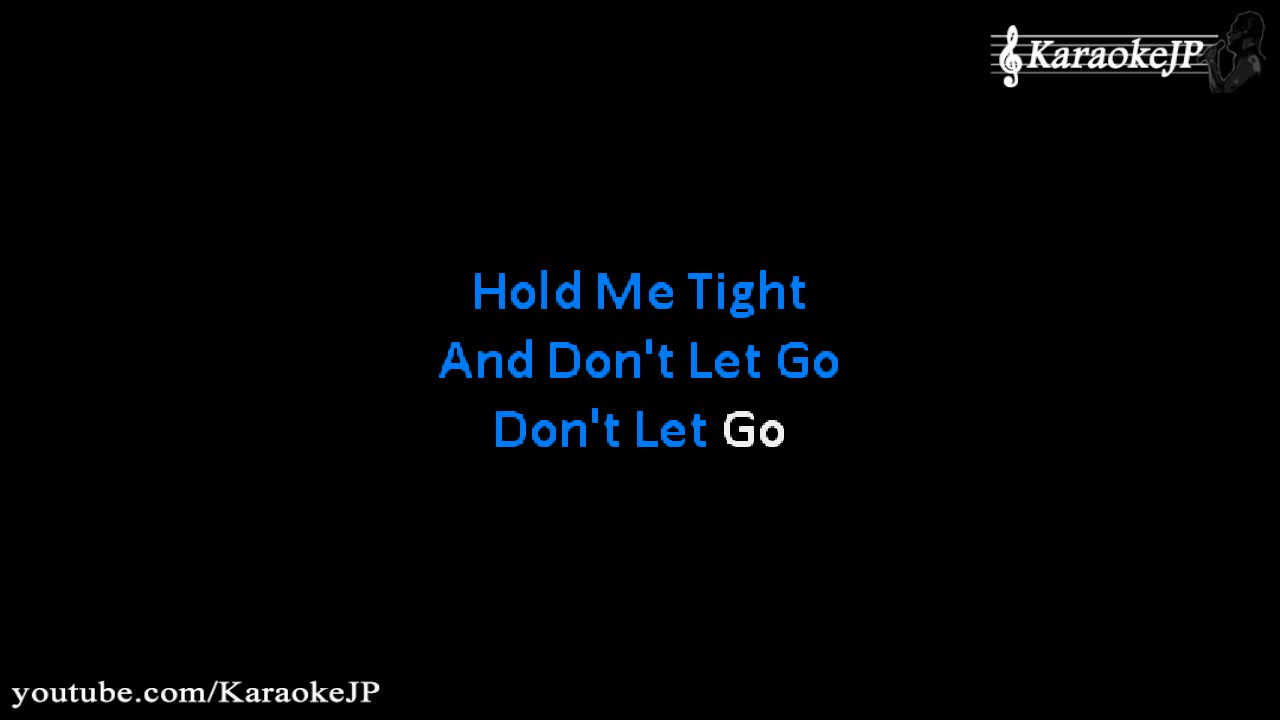 KaraokeJP
Hold Me Tight
And Don't Let Go
Don't Let Go
youtube.com/KaraokeJP